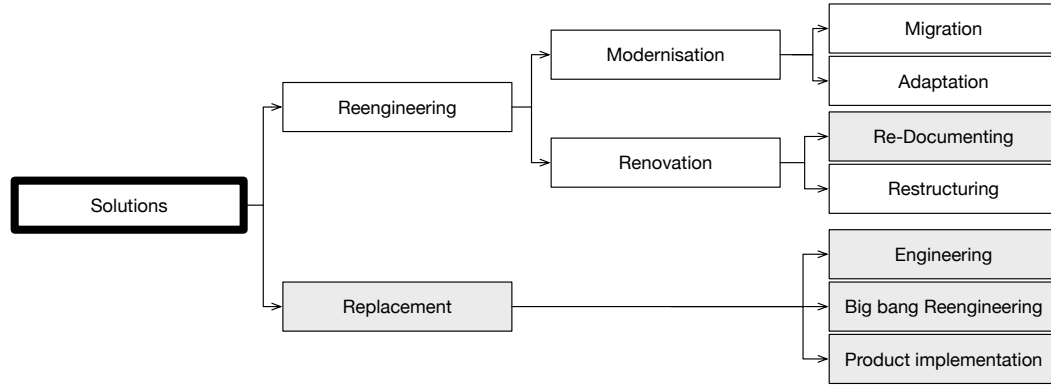 Migration
Modernisation
Adaptation
Reengineering
Re-Documenting
Renovation
Restructuring
Solutions
Engineering
Replacement
Big bang Reengineering
Product implementation